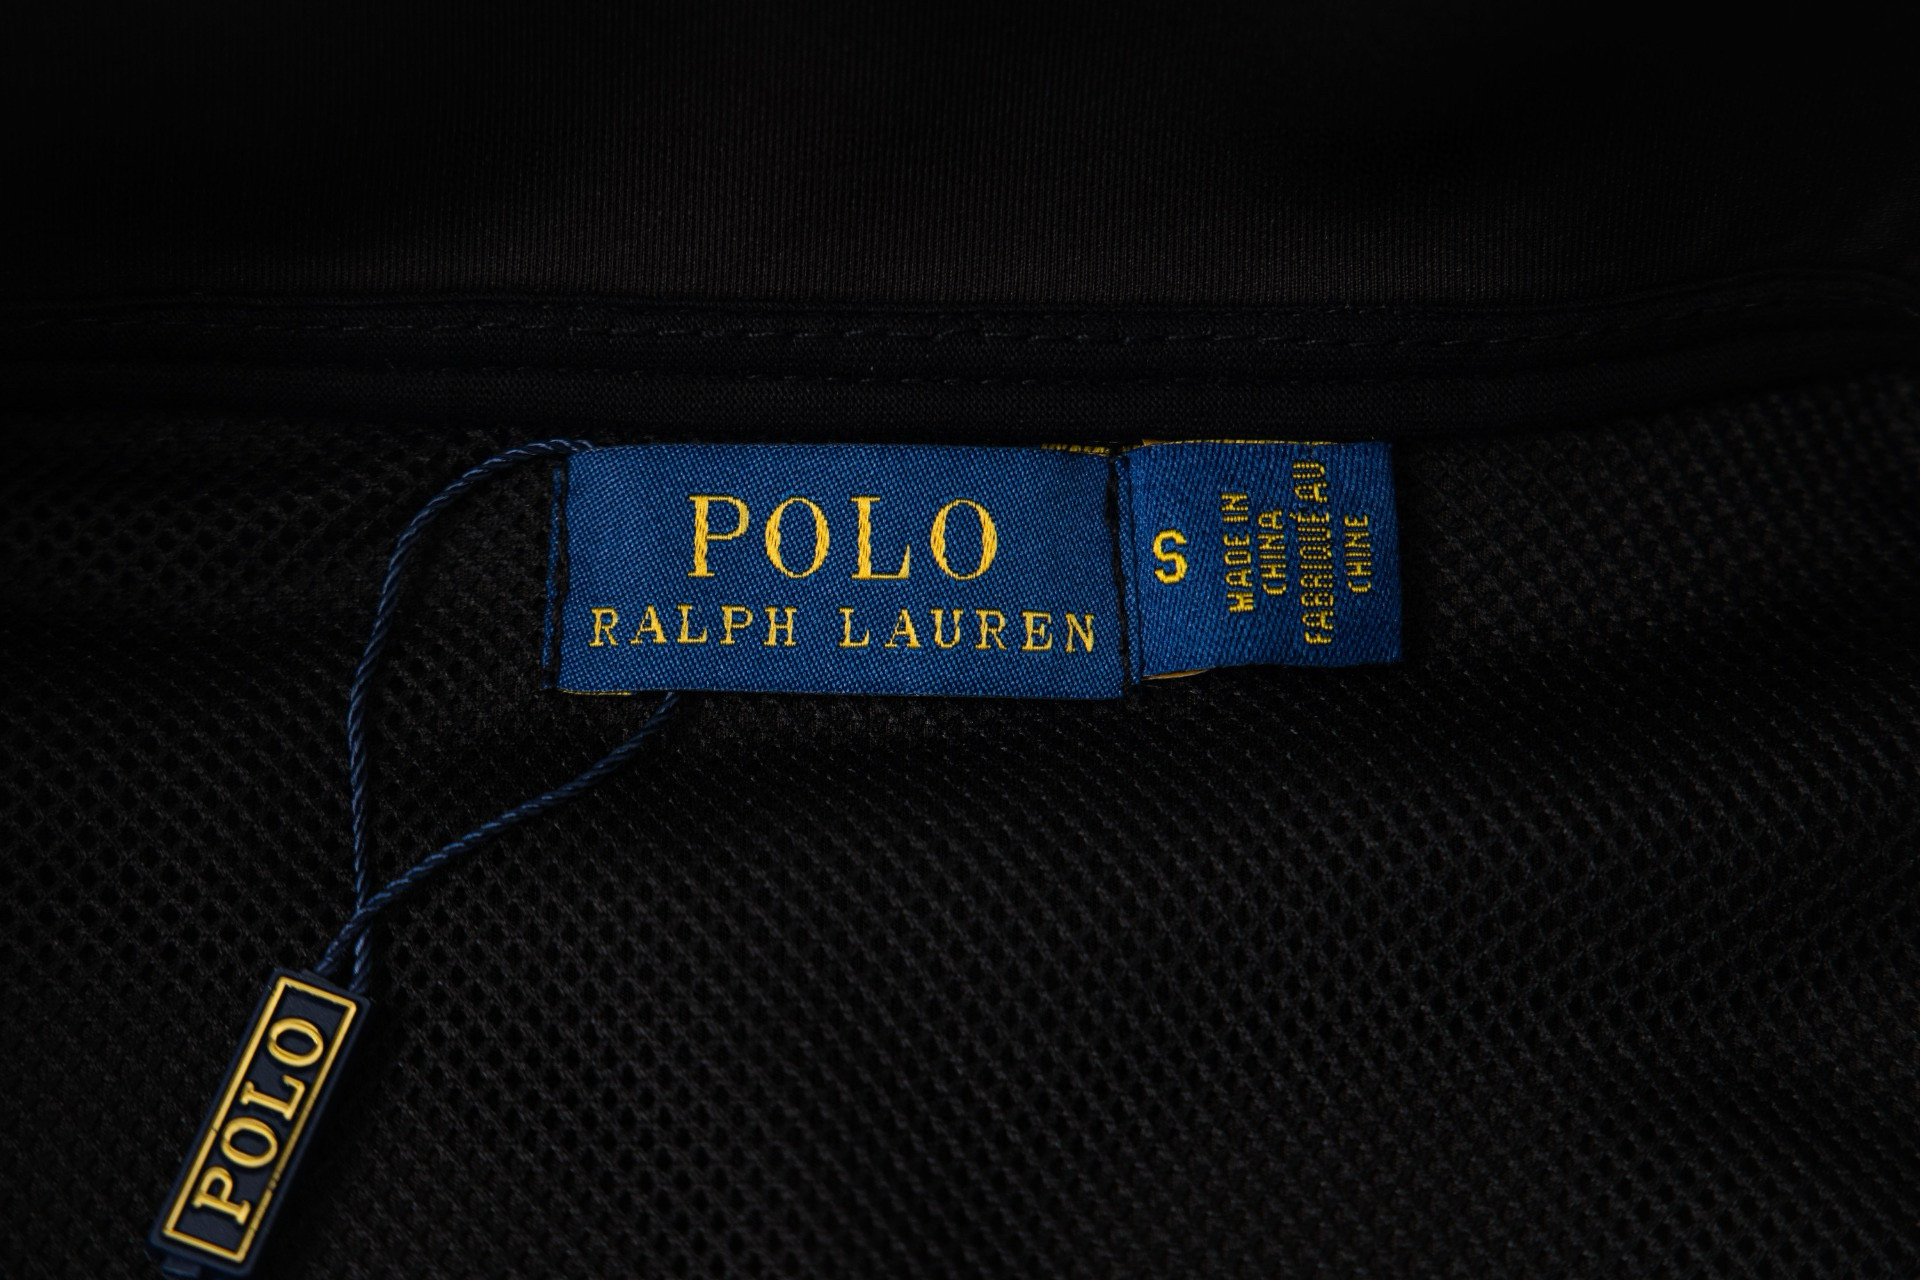 POLO
RALPH LAUREN
S
MADE IN
CHINA
FABRIQUÉ AU
CHINE
POLO